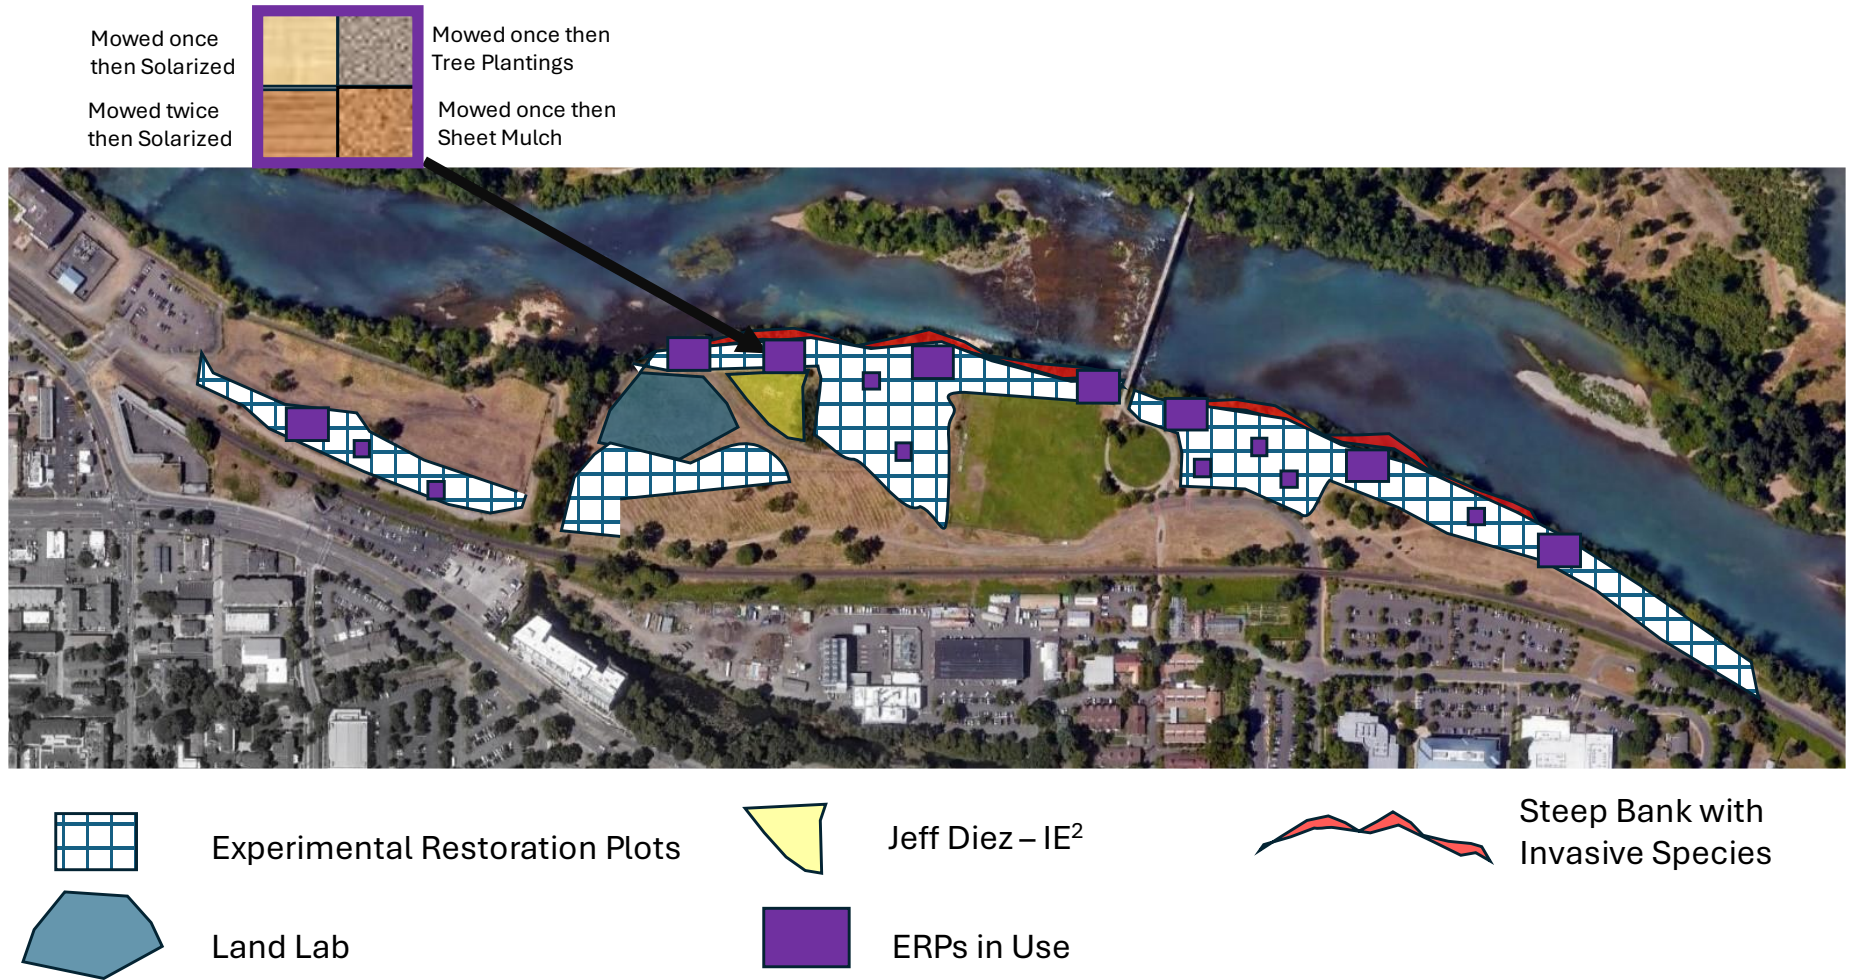 Mowed once
then Solarized
Mowed once then
Tree Plantings
Mowed twice
then Solarized
Mowed once then
Sheet Mulch
Experimental Restoration Plots
Jeff Diez – IE²
Steep Bank with
Invasive Species
Land Lab
ERPs in Use